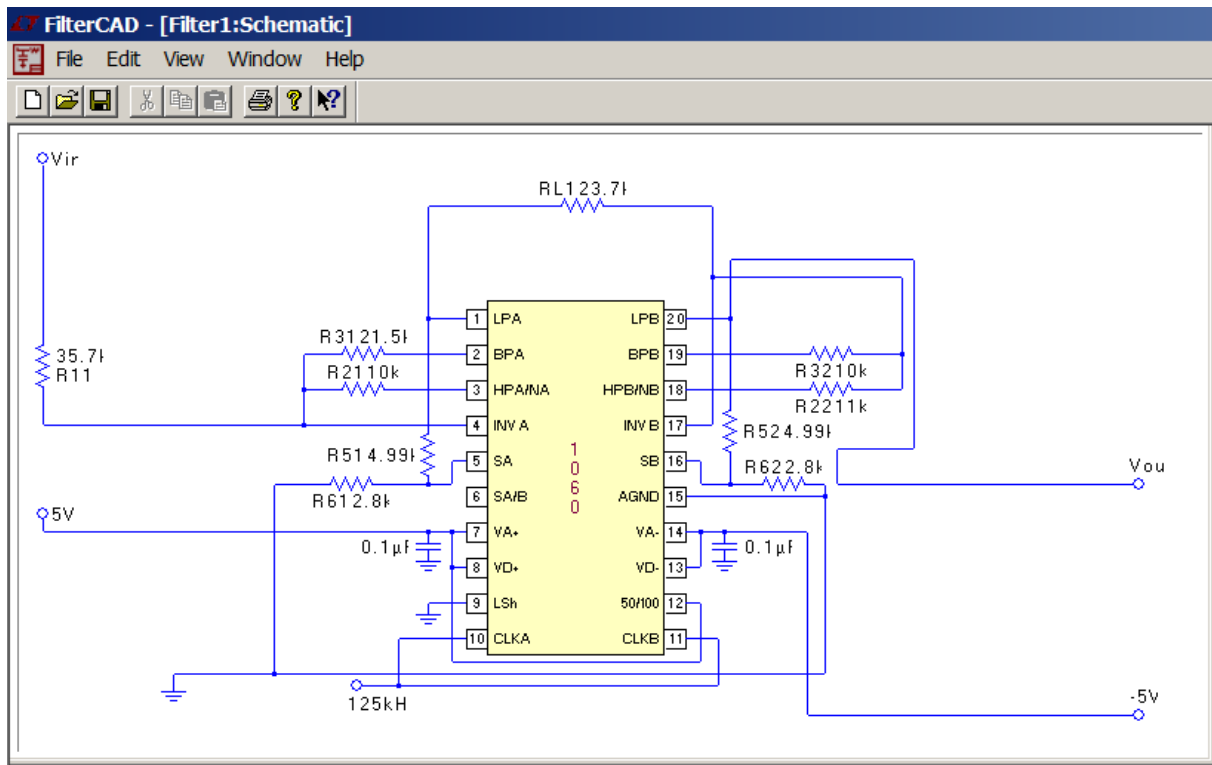 FilterCAD - [Filter1:Schematic]
File Edit View Window Help
Vir
RL123.7k
35.7k
R11
R3121.5k
R2110k
R514.99k
R612.8k
5V
0.1µF
1 LPA
2 BPA
3 HPA/NA
4 INV A
5 SA
6 SA/B
7 VA+
8 VD+
9 LSh
10 CLKA
1060
LPB 20
BPB 19
HPB/NB 18
INV B 17
SB 16
AGND 15
VA- 14
VD- 13
50/100 12
CLKB 11
R3210k
R2211k
R524.99k
R622.8k
0.1µF
Vou
-5V
125kH